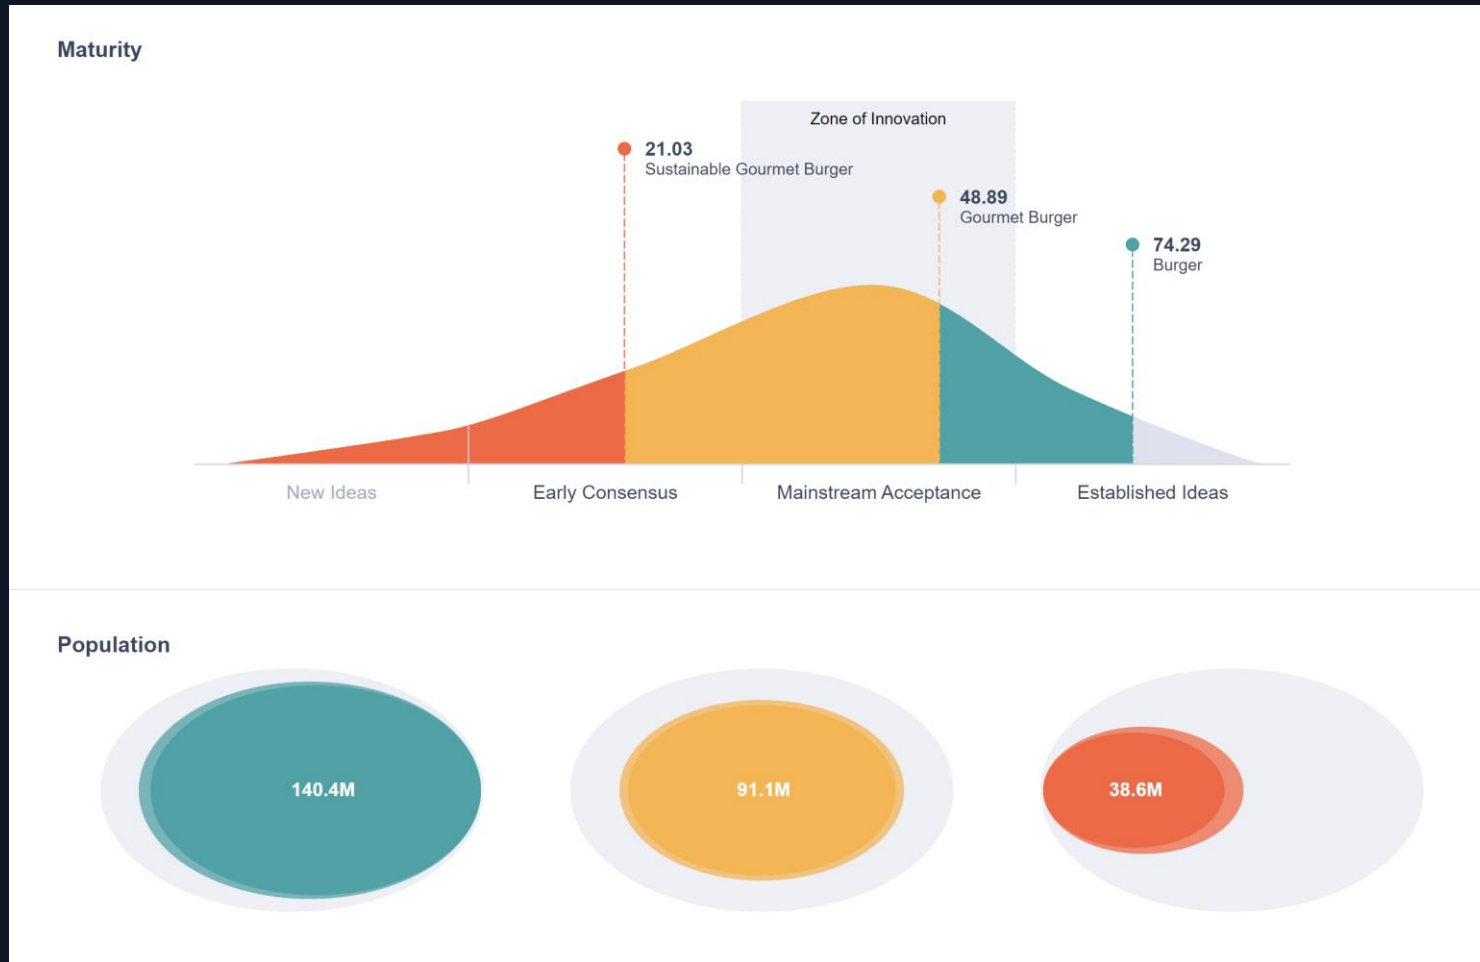 Maturity
Zone of Innovation
21.03
Sustainable Gourmet Burger
48.89
Gourmet Burger
74.29
Burger
New Ideas
Early Consensus
Mainstream Acceptance
Established Ideas
Population
140.4M
91.1M
38.6M